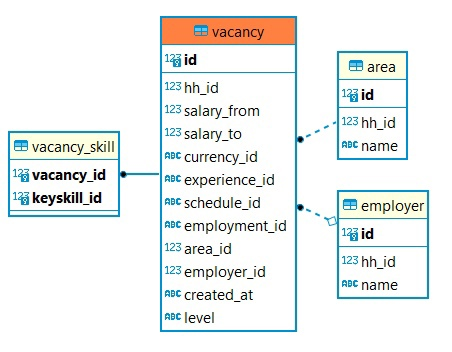 vacancy
123 id
123 hh_id
123 salary_from
123 salary_to
ABC currency_id
ABC experience_id
ABC schedule_id
ABC employment_id
123 area_id
123 employer_id
ABC created_at
ABC level
vacancy_skill
123 vacancy_id
123 keyskill_id
area
123 id
123 hh_id
ABC name
employer
123 id
123 hh_id
ABC name